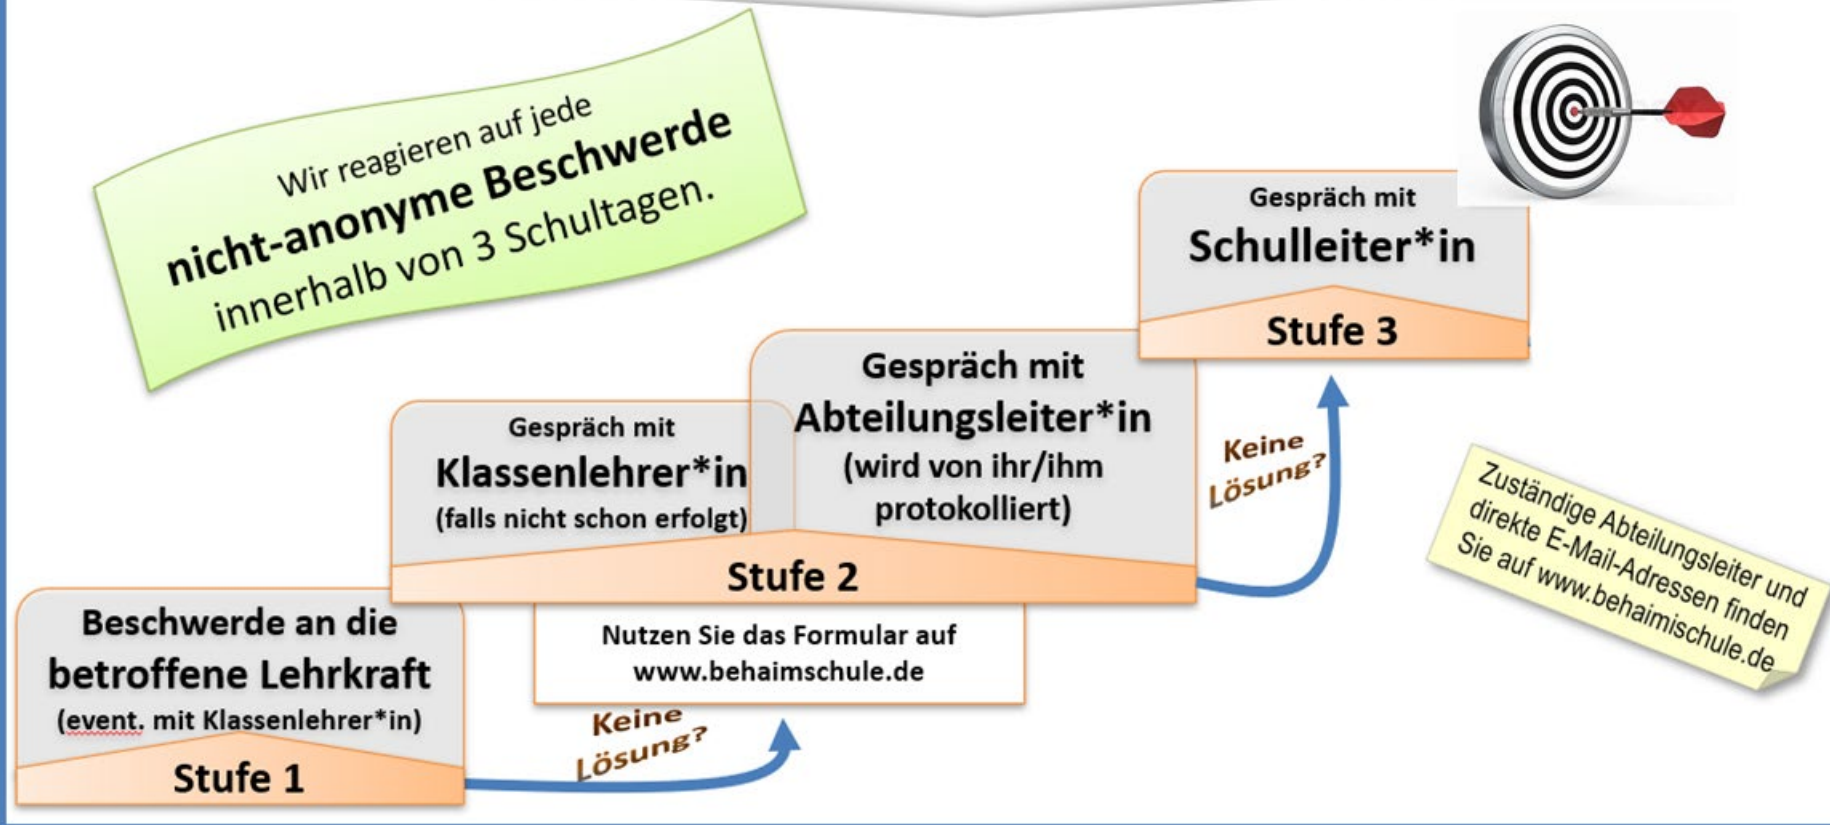 Wir reagieren auf jede
nicht-anonyme Beschwerde
innerhalb von 3 Schultagen.
Gespräch mit
Schulleiter*in
Stufe 3
Gespräch mit
Abteilungsleiter*in
(wird von ihr/ihm
protokolliert)
Gespräch mit
Klassenlehrer*in
(falls nicht schon erfolgt)
Stufe 2
Keine
Lösung?
Zuständige Abteilungsleiter und
direkte E-Mail-Adressen finden
Sie auf www.behaimischule.de
Nutzen Sie das Formular auf
www.behaimschule.de
Beschwerde an die
betroffene Lehrkraft
(event. mit Klassenlehrer*in)
Stufe 1
Keine
Lösung?